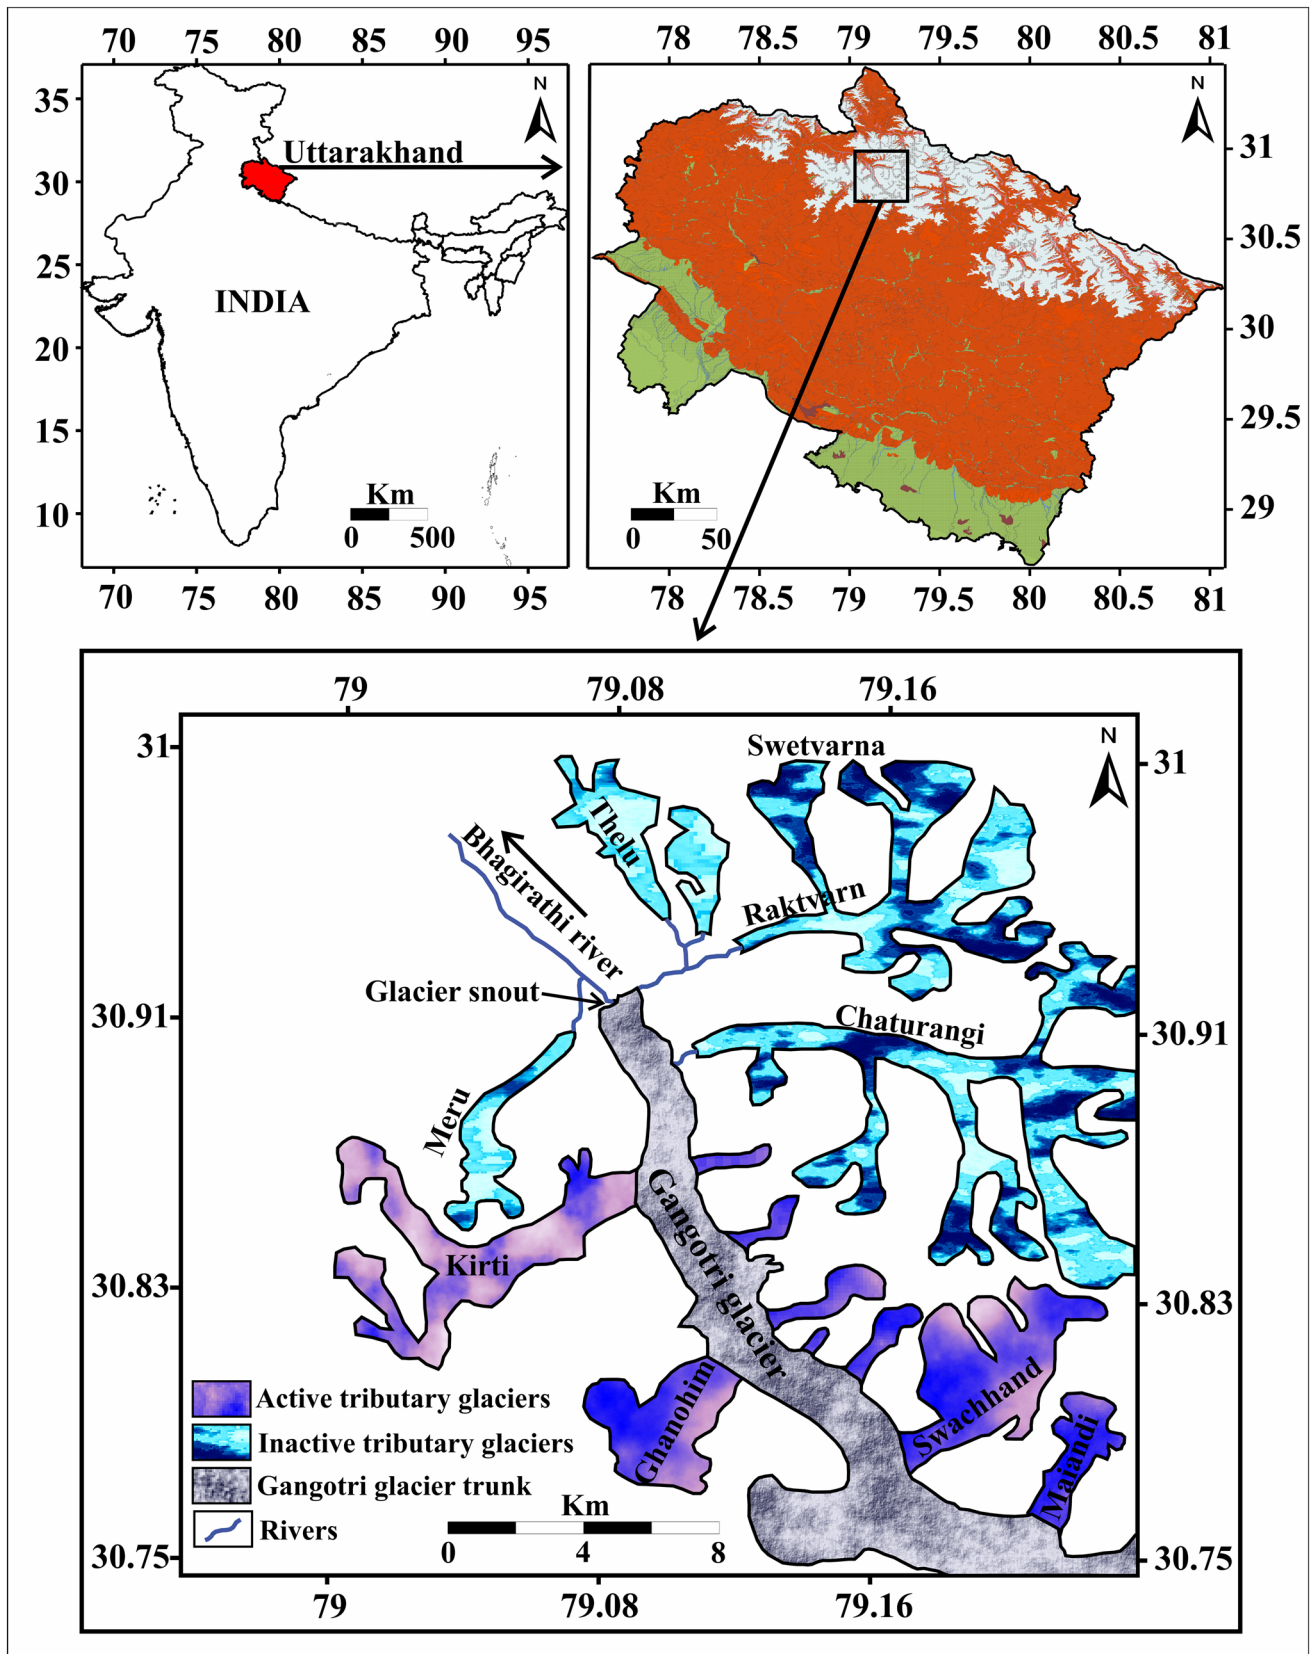 70 75 80 85 90 95
N
35
30
25
20
15
10
Uttarakhand
INDIA
Km
0 500
70 75 80 85 90 95
78 78.5 79 79.5 80 80.5 81
N
31
30.5
30
29.5
29
Km
0 50
78 78.5 79 79.5 80 80.5 81
79 79.08 79.16
N
31
30.91
30.83
30.75
31
30.91
30.83
30.75
Swetvarna
Thelu
Bhagirathi river
Raktvarn
Glacier snout
Chaturangi
Meru
Gangotri glacier
Kirti
Ghanohim
Swachhand
Maiandi
Active tributary glaciers
Inactive tributary glaciers
Gangotri glacier trunk
Rivers
Km
0 4 8
79 79.08 79.16